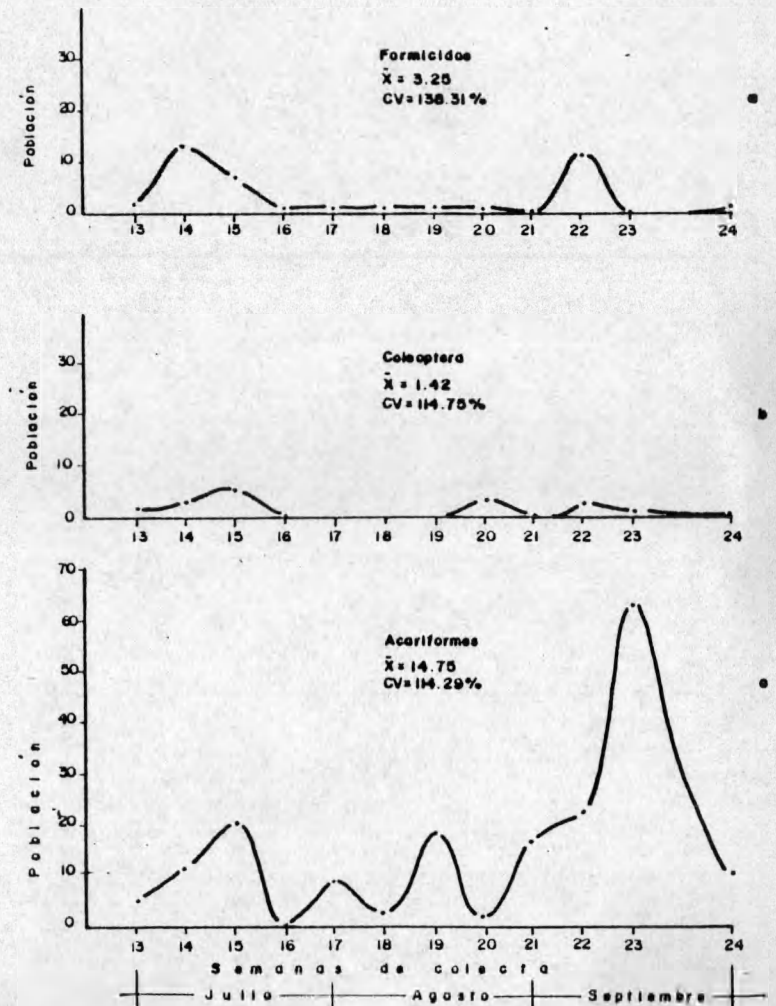 Población
30
20
10
0
Formicidos
X̄ = 3.25
CV=138.31%
a
13 14 15 16 17 18 19 20 21 22 23 24
Población
30
20
10
0
Coleoptera
X̄ = 1.42
CV=114.75%
b
13 14 15 16 17 18 19 20 21 22 23 24
Población
70
60
50
40
30
20
10
0
Acariformes
X̄ = 14.75
CV=114.29%
13 14 15 16 17 18 19 20 21 22 23 24
Semanas de colecta
Julio Agosto Septiembre